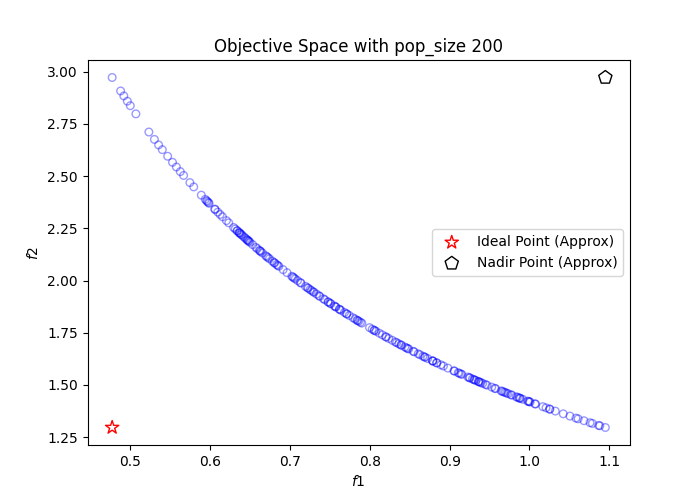 Objective Space with pop_size 200
3.00
2.75
2.50
2.25
2.00
1.75
1.50
1.25
f2
Ideal Point (Approx)
Nadir Point (Approx)
0.5 0.6 0.7 0.8 0.9 1.0 1.1
f1